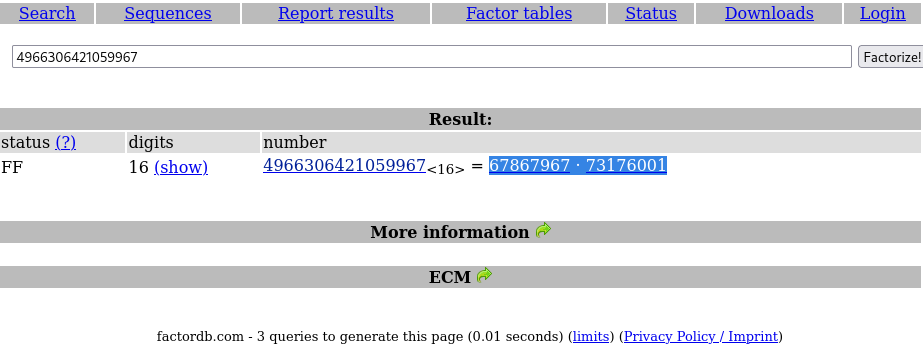 Search Sequences Report results Factor tables Status Downloads Login
4966306421059967 Factorize!
Result:
status (?) digits number
FF 16 (show) 4966306421059967<16> = 67867967 · 73176001
More information
ECM
factordb.com - 3 queries to generate this page (0.01 seconds) (limits) (Privacy Policy / Imprint)